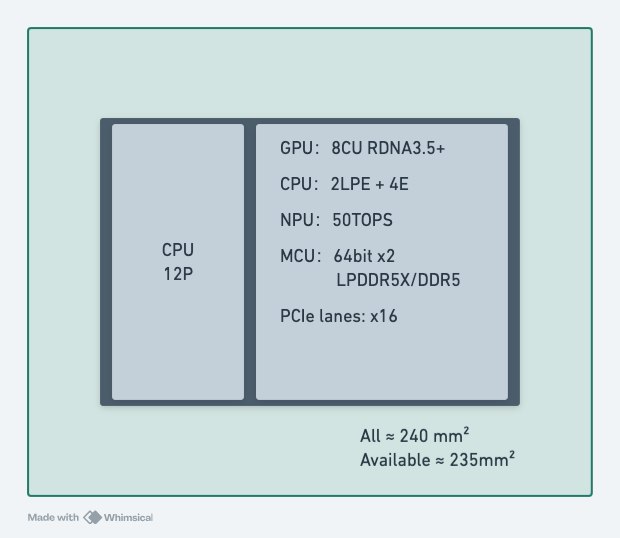 CPU
12P
GPU: 8CU RDNA3.5+
CPU: 2LPE + 4E
NPU: 50TOPS
MCU: 64bit x2
LPDDR5X/DDR5
PCIe lanes: x16
All ≈ 240 mm²
Available ≈ 235mm²
Made with Whimsical